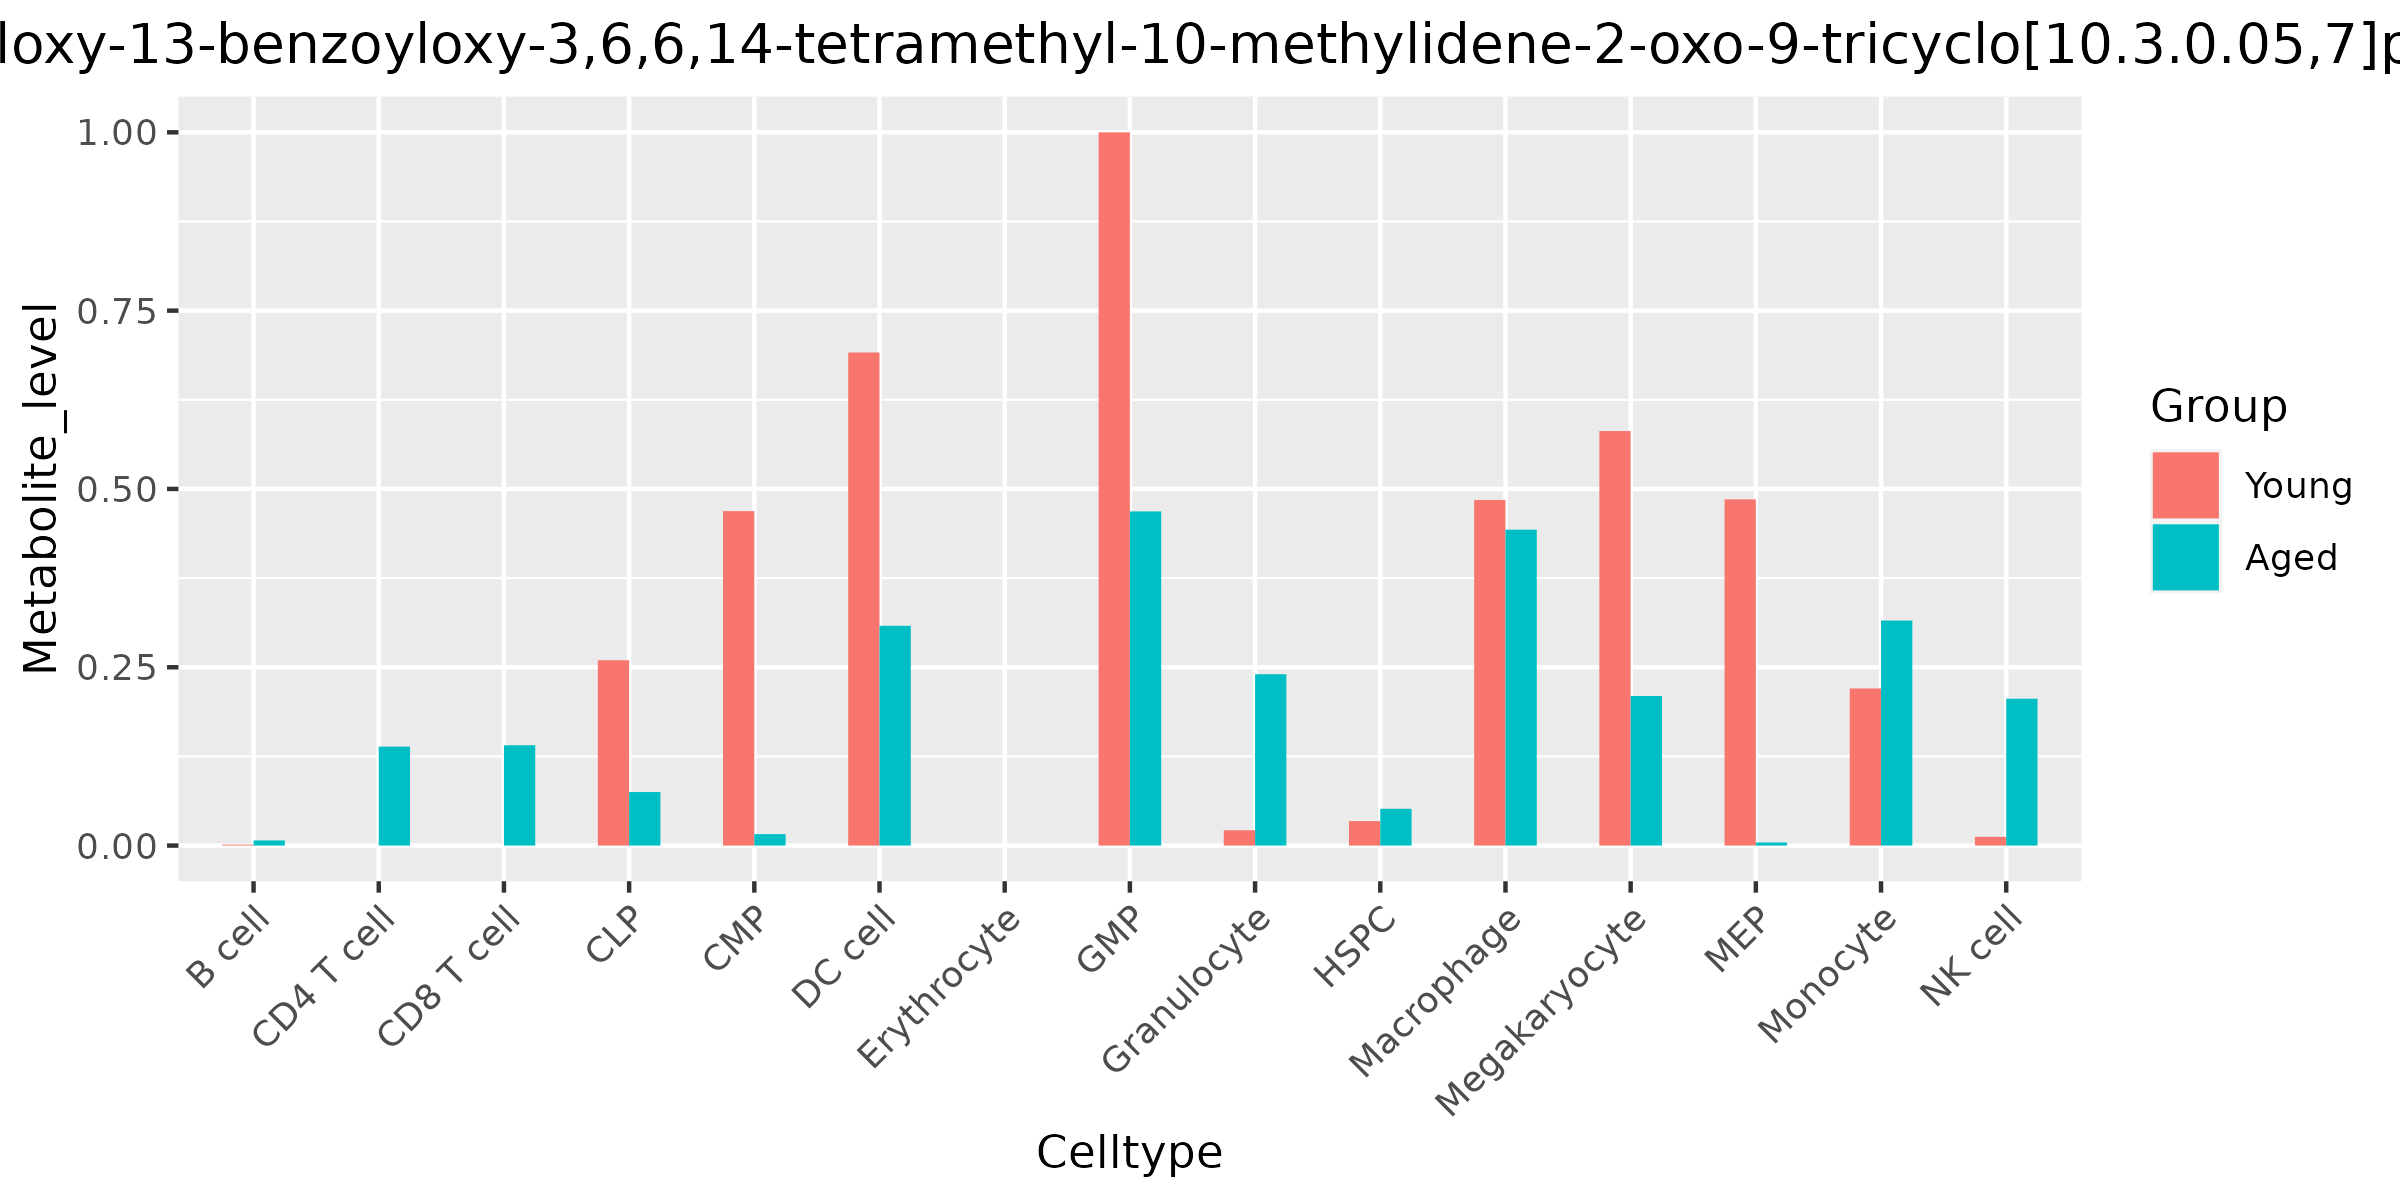 loxy-13-benzoyloxy-3,6,6,14-tetramethyl-10-methylidene-2-oxo-9-tricyclo[10.3.0.05,7]p
Metabolite_level
1.00
0.75
0.50
0.25
0.00
B cell
CD4 T cell
CD8 T cell
CLP
CMP
DC cell
Erythrocyte
GMP
Granulocyte
HSPC
Macrophage
Megakaryocyte
MEP
Monocyte
NK cell
Celltype
Group
Young
Aged